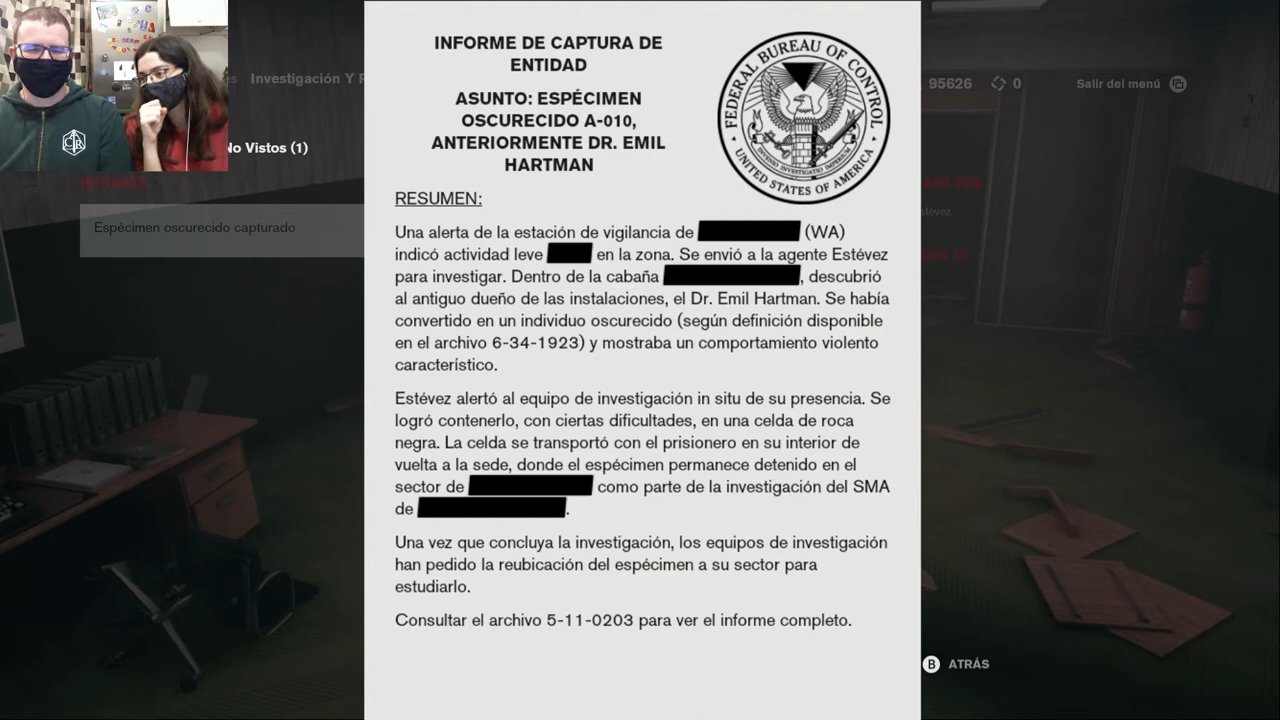 INFORME DE CAPTURA DE
ENTIDAD
ASUNTO: ESPÉCIMEN
OSCURECIDO A-010,
ANTERIORMENTE DR. EMIL
HARTMAN
FEDERAL BUREAU OF CONTROL
UNITED STATES OF AMERICA
RESUMEN:
Una alerta de la estación de vigilancia de (WA)
indicó actividad leve en la zona. Se envió a la agente Estévez
para investigar. Dentro de la cabaña , descubrió
al antiguo dueño de las instalaciones, el Dr. Emil Hartman. Se había
convertido en un individuo oscurecido (según definición disponible
en el archivo 6-34-1923) y mostraba un comportamiento violento
característico.
Estévez alertó al equipo de investigación in situ de su presencia. Se
logró contenerlo, con ciertas dificultades, en una celda de roca
negra. La celda se transportó con el prisionero en su interior de
vuelta a la sede, donde el espécimen permanece detenido en el
sector de como parte de la investigación del SMA
de .
Una vez que concluya la investigación, los equipos de investigación
han pedido la reubicación del espécimen a su sector para
estudiarlo.
Consultar el archivo 5-11-0203 para ver el informe completo.
Investigación Y
No Vistos (1)
INFORMES
Espécimen oscurecido capturado
95626
0
Salir del menú
B ATRÁS